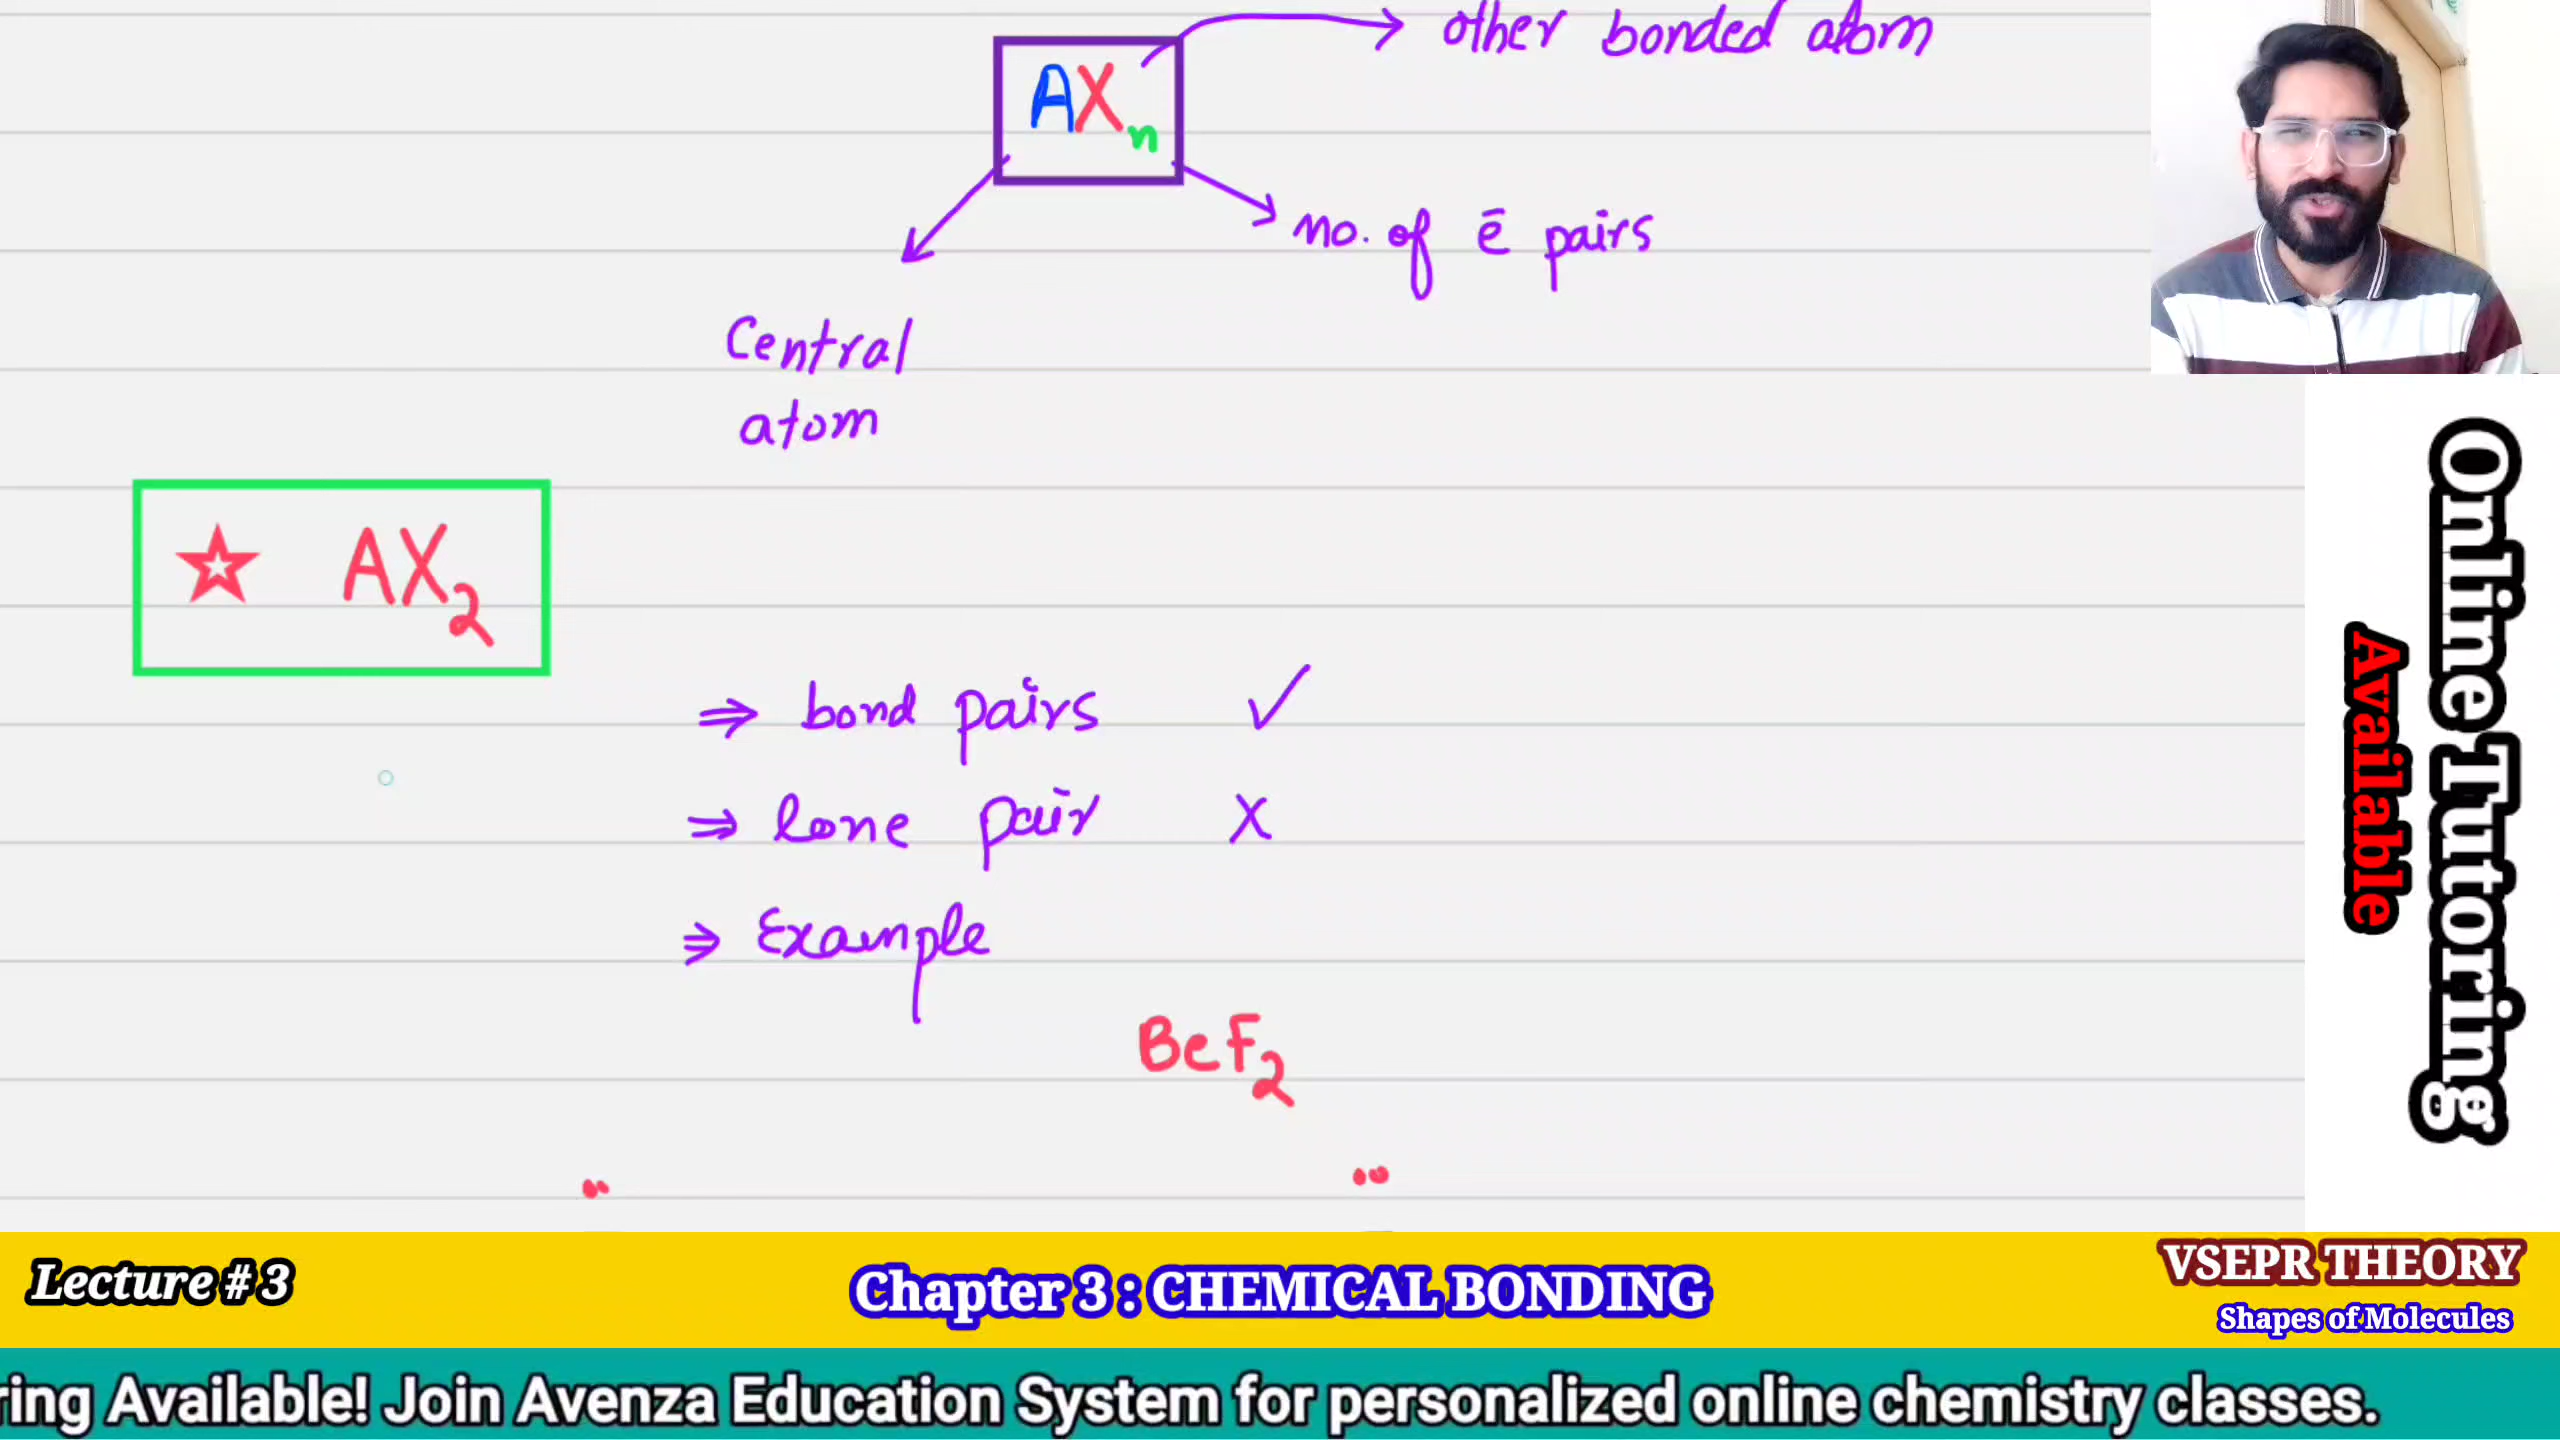 other bonded atom
AXn
no. of ē pairs
Central
atom
☆ AX2
⇒ bond pairs ✓
⇒ lone pair X
⇒ Example
BeF2
Online Tutoring
Available
Lecture # 3
Chapter 3 : CHEMICAL BONDING
VSEPR THEORY
Shapes of Molecules
ring Available! Join Avenza Education System for personalized online chemistry classes.